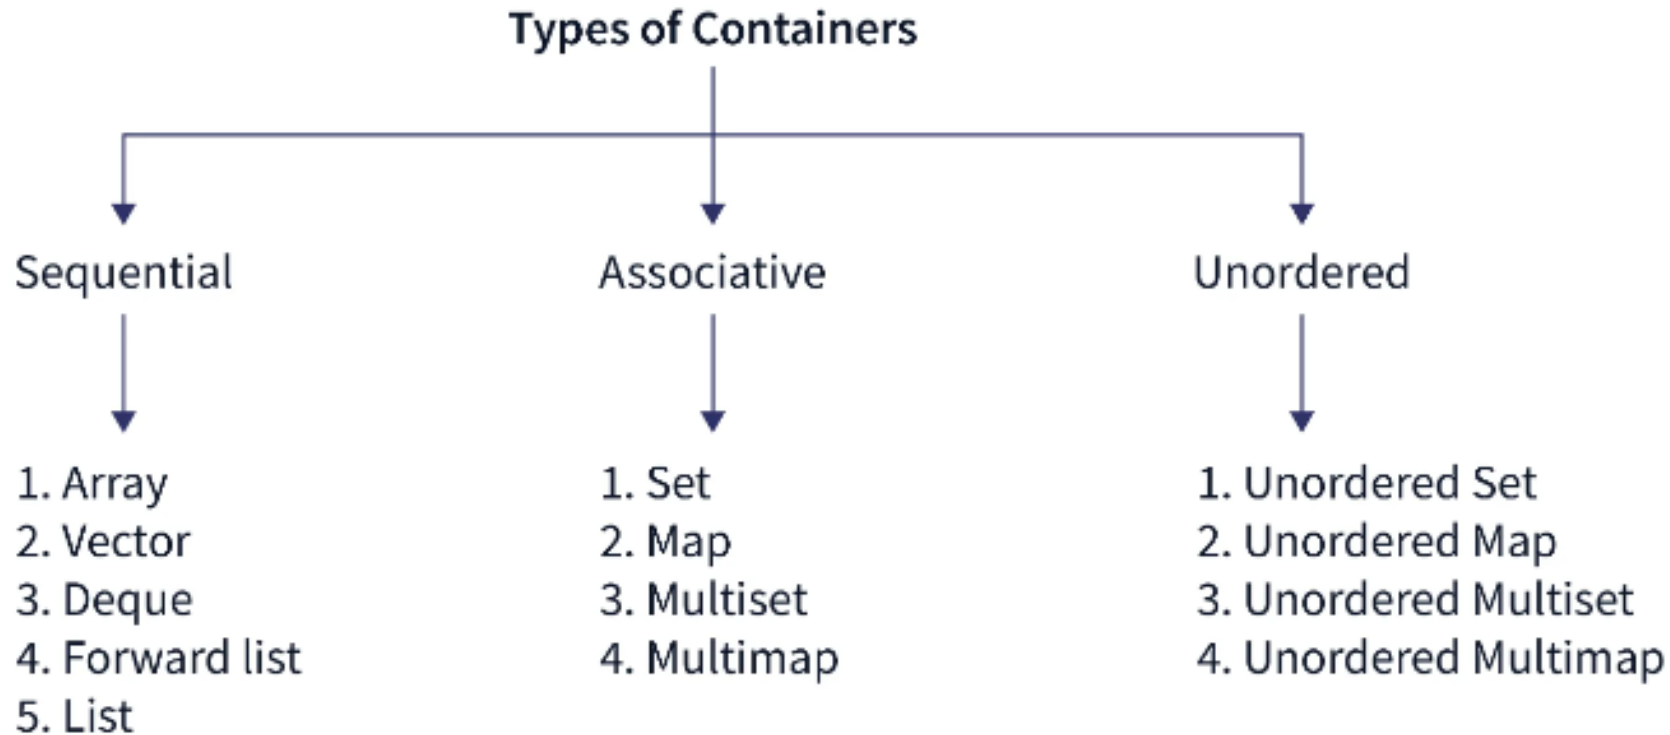 Types of Containers
Sequential
Associative
Unordered
1. Array
2. Vector
3. Deque
4. Forward list
5. List
1. Set
2. Map
3. Multiset
4. Multimap
1. Unordered Set
2. Unordered Map
3. Unordered Multiset
4. Unordered Multimap